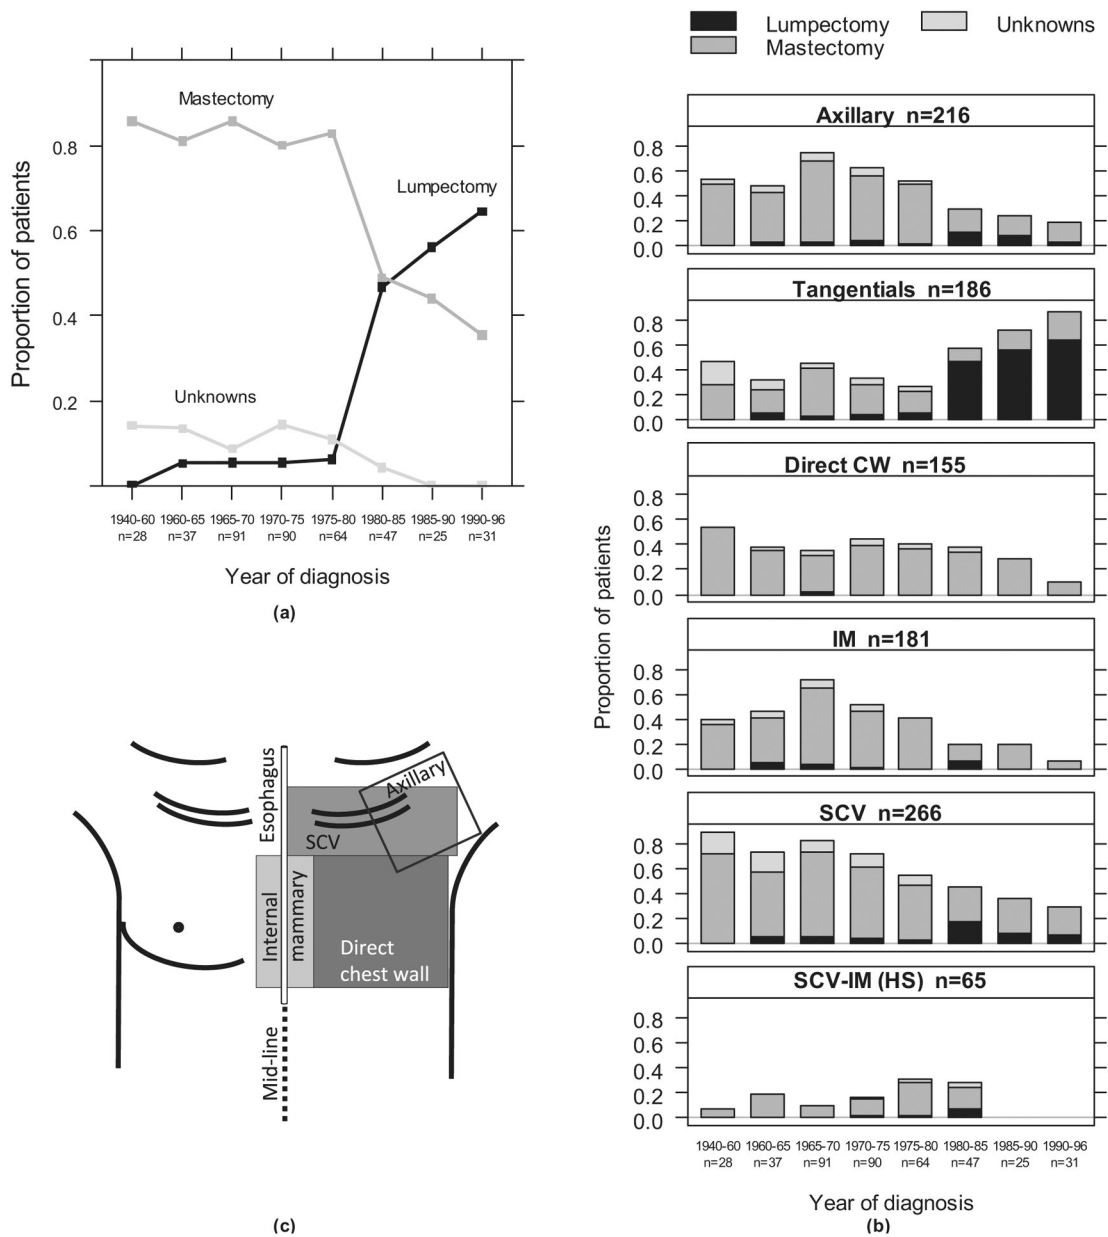 Mastectomy
Lumpectomy
Unknowns
0.8
0.6
0.4
0.2
Proportion of patients
1940-60 1960-65 1965-70 1970-75 1975-80 1980-85 1985-90 1990-96
n=28 n=37 n=91 n=90 n=64 n=47 n=25 n=31
Year of diagnosis
(a)
Lumpectomy Unknowns
Mastectomy
Axillary n=216
0.8
0.6
0.4
0.2
0.0
Tangentials n=186
0.8
0.6
0.4
0.2
0.0
Direct CW n=155
0.8
0.6
0.4
0.2
0.0
IM n=181
0.8
0.6
0.4
0.2
0.0
SCV n=266
0.8
0.6
0.4
0.2
0.0
SCV-IM (HS) n=65
0.8
0.6
0.4
0.2
0.0
Proportion of patients
1940-60 1960-65 1965-70 1970-75 1975-80 1980-85 1985-90 1990-96
n=28 n=37 n=91 n=90 n=64 n=47 n=25 n=31
Year of diagnosis
(b)
Esophagus
Axillary
SCV
Internal
mammary
Direct
chest wall
Mid-line
(c)